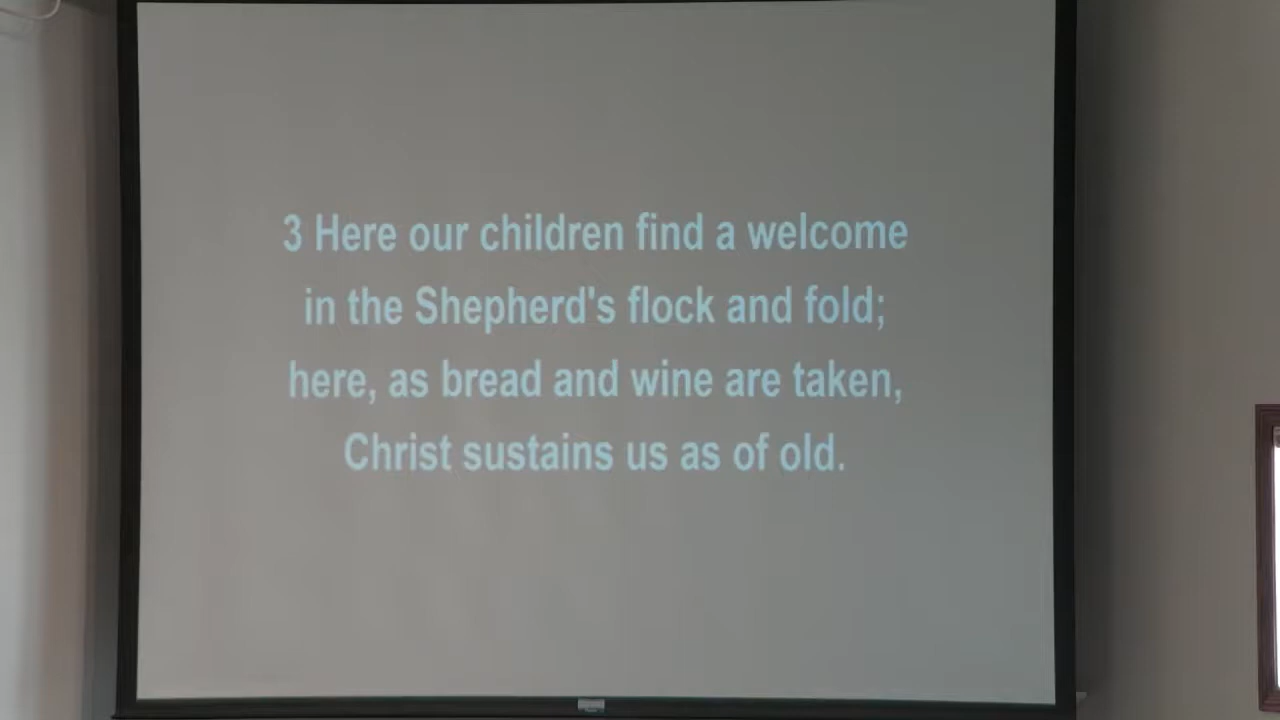 3 Here our children find a welcome
in the Shepherd's flock and fold;
here, as bread and wine are taken,
Christ sustains us as of old.